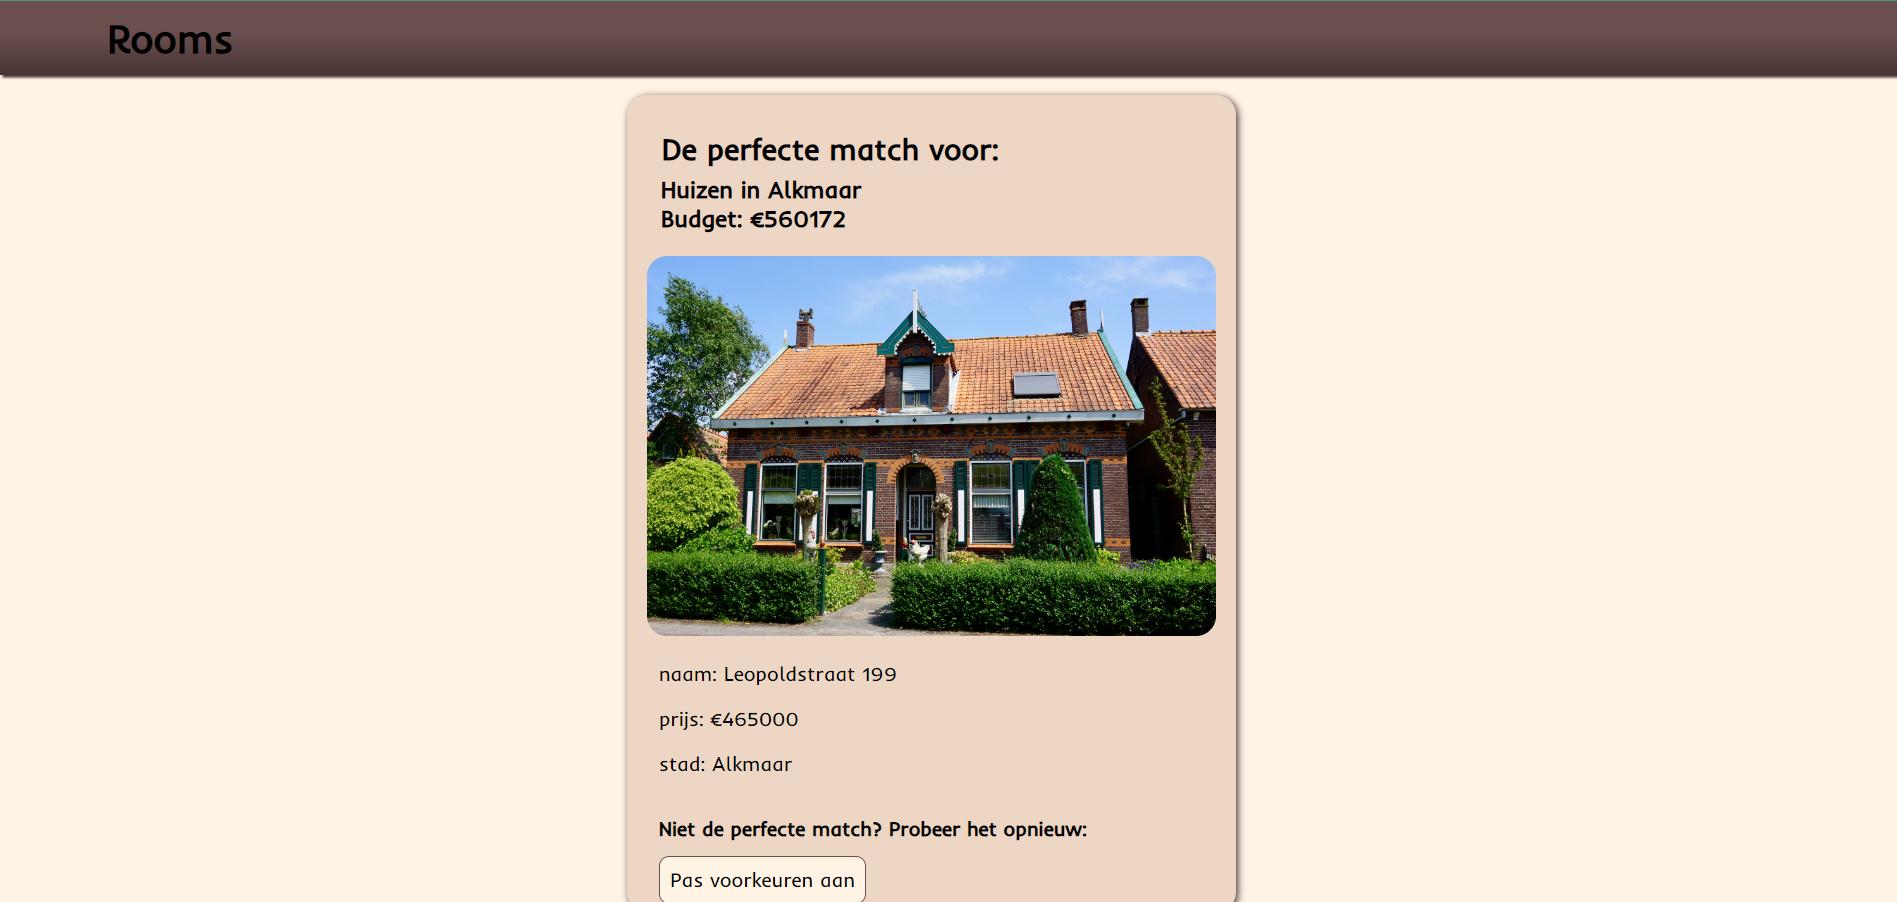 Rooms
De perfecte match voor:
Huizen in Alkmaar
Budget: €560172
naam: Leopoldstraat 199
prijs: €465000
stad: Alkmaar
Niet de perfecte match? Probeer het opnieuw:
Pas voorkeuren aan